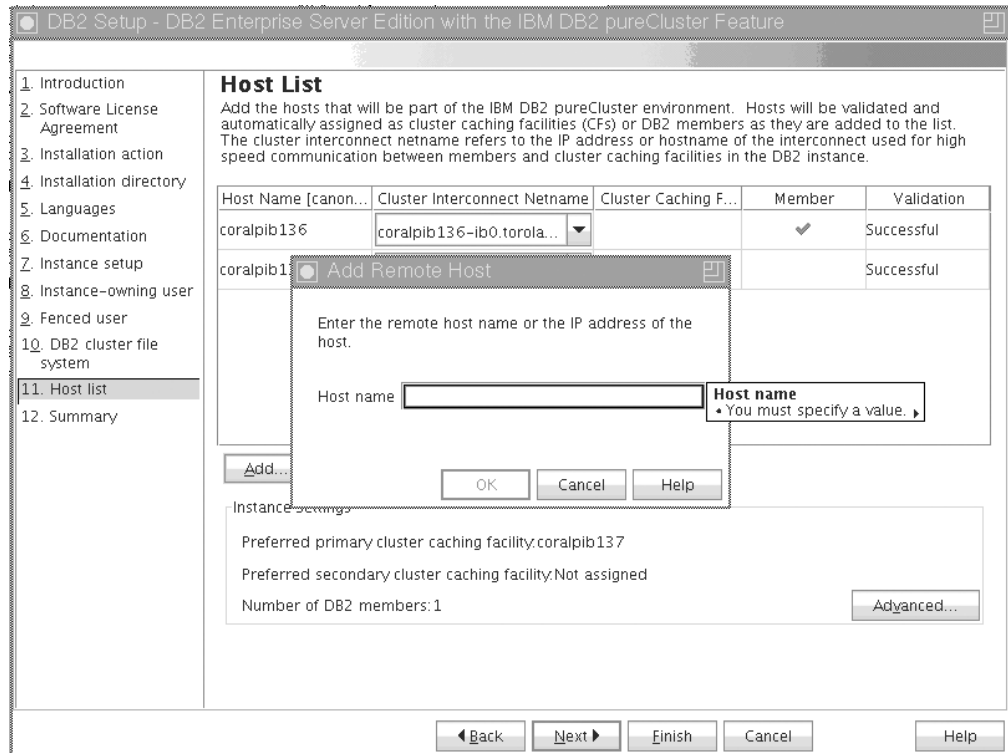 DB2 Setup - DB2 Enterprise Server Edition with the IBM DB2 pureCluster Feature
1. Introduction
2. Software License
Agreement
3. Installation action
4. Installation directory
5. Languages
6. Documentation
7. Instance setup
8. Instance-owning user
9. Fenced user
10. DB2 cluster file
system
11. Host list
12. Summary
Host List
Add the hosts that will be part of the IBM DB2 pureCluster environment. Hosts will be validated and
automatically assigned as cluster caching facilities (CFs) or DB2 members as they are added to the list.
The cluster interconnect netname refers to the IP address or hostname of the interconnect used for high
speed communication between members and cluster caching facilities in the DB2 instance.
Host Name [canon... Cluster Interconnect Netname Cluster Caching F... Member Validation
coralpib136 coralpib136-ib0.torola... Successful
coralpib1 Successful
Add Remote Host
Enter the remote host name or the IP address of the
host.
Host name
Host name
• You must specify a value.
OK Cancel Help
Add...
Instance Settings
Preferred primary cluster caching facility:coralpib137
Preferred secondary cluster caching facility:Not assigned
Number of DB2 members:1
Advanced...
Back Next Finish Cancel Help